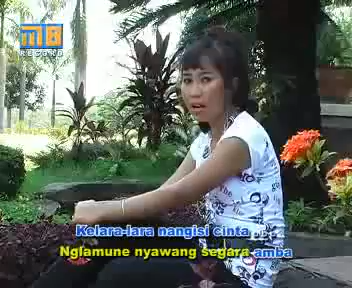 MB
RECORD
Kelara-lara nangisi cinta . . .
Nglamune nyawang segara amba